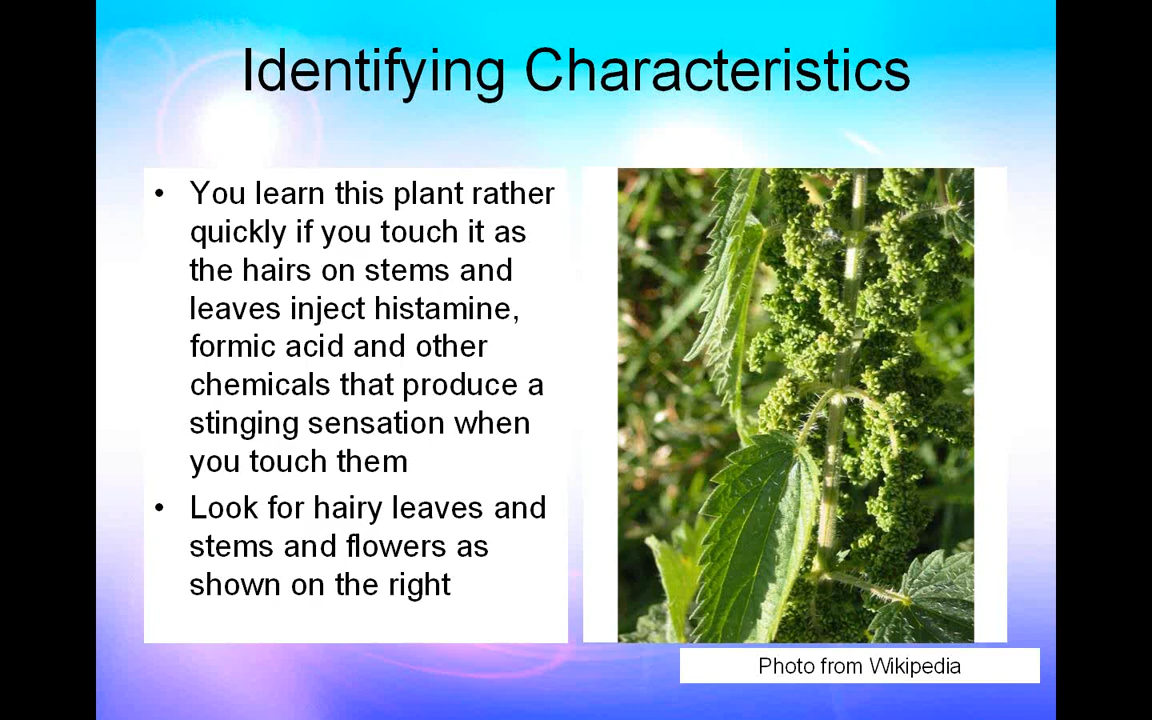 Identifying Characteristics
• You learn this plant rather
quickly if you touch it as
the hairs on stems and
leaves inject histamine,
formic acid and other
chemicals that produce a
stinging sensation when
you touch them
• Look for hairy leaves and
stems and flowers as
shown on the right
Photo from Wikipedia